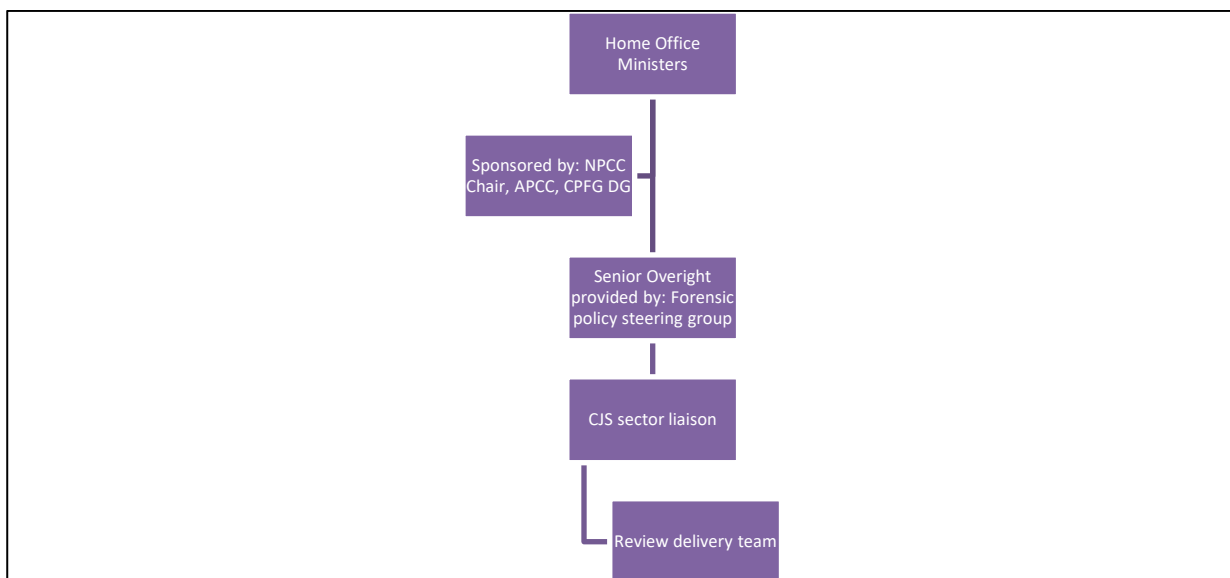 Home Office
Ministers
Sponsored by: NPCC
Chair, APCC, CPFG DG
Senior Overight
provided by: Forensic
policy steering group
CJS sector liaison
Review delivery team